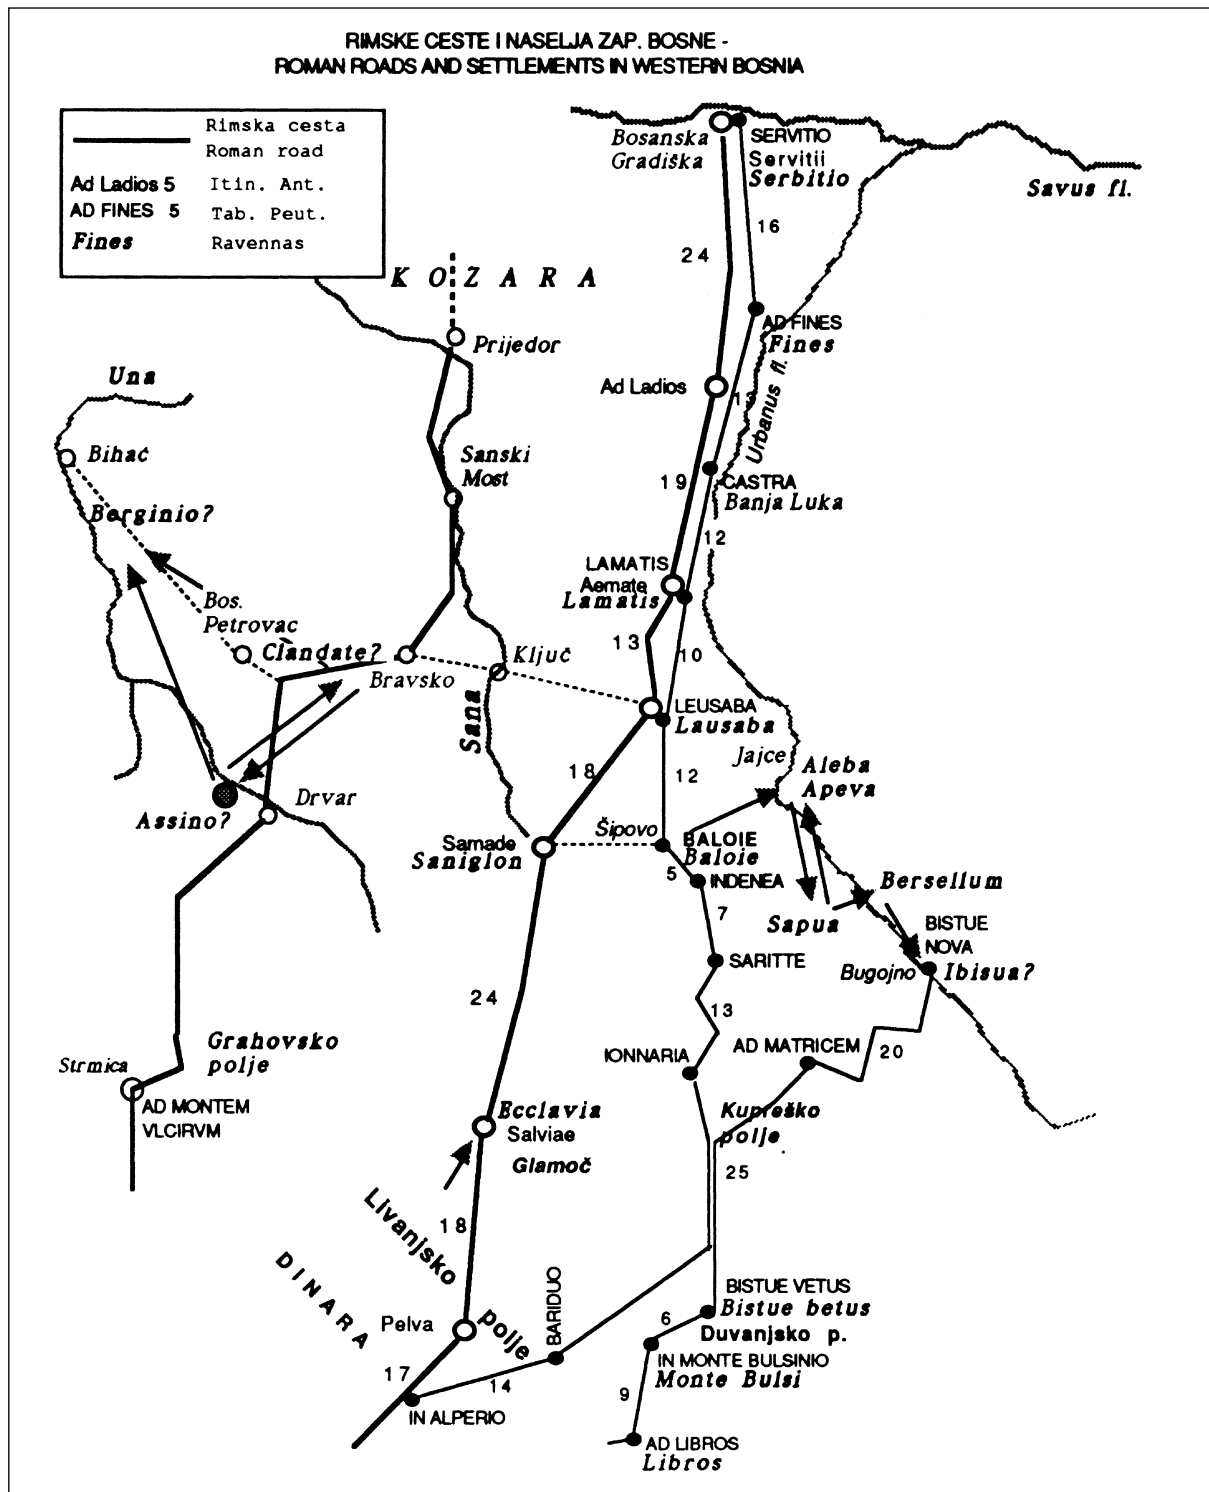 RIMSKE CESTE I NASELJA ZAP. BOSNE -
ROMAN ROADS AND SETTLEMENTS IN WESTERN BOSNIA
Rimska cesta
Roman road
Ad Ladios 5 Itin. Ant.
AD FINES 5 Tab. Peut.
Fines Ravennas
Bosanska
Gradiška
SERVITIO
Servitii
Serbitio
Savus fl.
16
24
KOZARA
AD FINES
Fines
Prijedor
Una
Ad Ladios
13
Urbanus fl.
Bihać
Sanski
Most
19
CASTRA
Banja Luka
Berginio?
12
LAMATIS
Aemate
Lamatis
Bos.
Petrovac
13
10
Clandate?
Ključ
Bravsko
LEUSABA
Lausaba
Sana
Jajce
18
12
Aleba
Apeva
Drvar
Assino?
Šipovo
Samade
Saniglon
BALOIE
Baloie
5
INDENEA
Bersellum
7
Sapua
BISTUE
NOVA
SARITTE
Bugojno
Ibisua?
24
13
Grahovsko
polje
IONNARIA
AD MATRICEM
20
Strmica
AD MONTEM
VLCIRVM
Ecclavia
Salviae
Glamoč
Kupreško
polje
25
Livanjsko
polje
18
DINARA
BARIDUO
BISTUE VETUS
Bistue betus
Duvanjsko p.
Pelva
6
IN MONTE BULSINIO
Monte Bulsi
17
14
9
IN ALPERIO
AD LIBROS
Libros